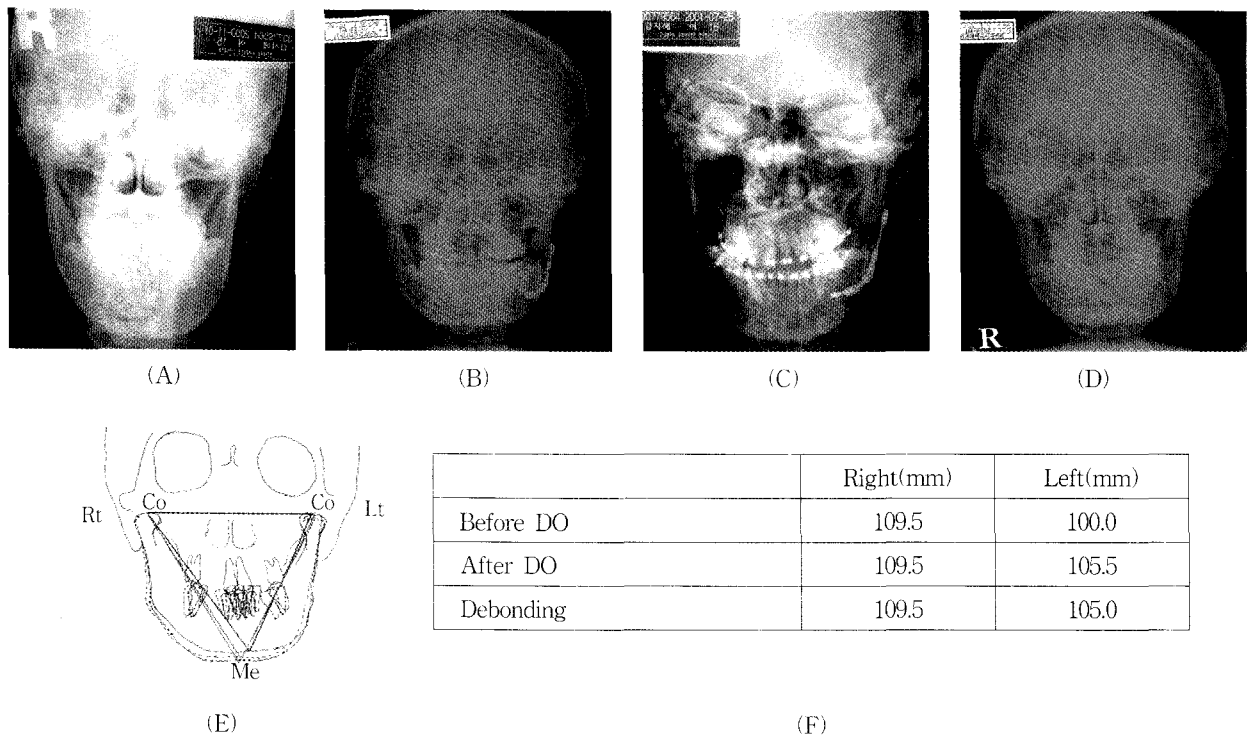 R
(A)
(B)
(C)
R
(D)
Rt
Co
Co
Lt
Me
(E)
Right(mm) Left(mm)
Before DO 109.5 100.0
After DO 109.5 105.5
Debonding 109.5 105.0
(F)